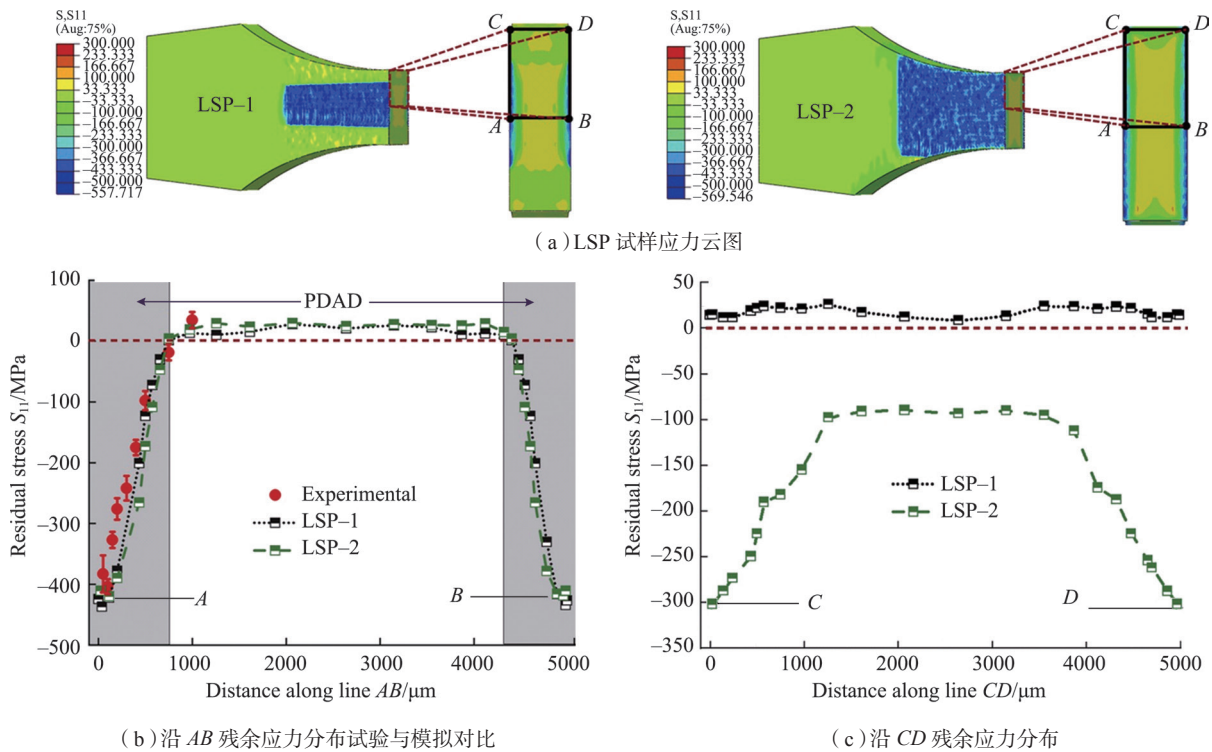 S,S11
(Aug:75%)
300.000
233.333
166.667
100.000
33.333
−33.333
−100.000
−166.667
−233.333
−300.000
−366.667
−433.333
−500.000
−557.717
LSP−1
C
D
A
B
S,S11
(Aug:75%)
300.000
233.333
166.667
100.000
33.333
−33.333
−100.000
−166.667
−233.333
−300.000
−366.667
−433.333
−500.000
−569.546
LSP−2
C
D
A
B
(a)LSP 试样应力云图
100
0
−100
−200
−300
−400
−500
Residual stress S₁₁/MPa
PDAD
Experimental
LSP−1
LSP−2
A
B
0
1000
2000
3000
4000
5000
Distance along line AB/μm
(b)沿 AB 残余应力分布试验与模拟对比
50
0
50
−100
−150
−200
−250
−300
−350
Residual stress S₁₁/MPa
LSP−1
LSP−2
C
D
0
1000
2000
3000
4000
5000
Distance along line CD/μm
(c)沿 CD 残余应力分布